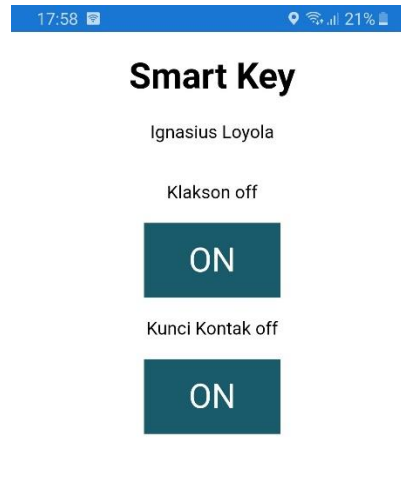 17:58 21%
Smart Key
Ignasius Loyola
Klakson off
ON
Kunci Kontak off
ON